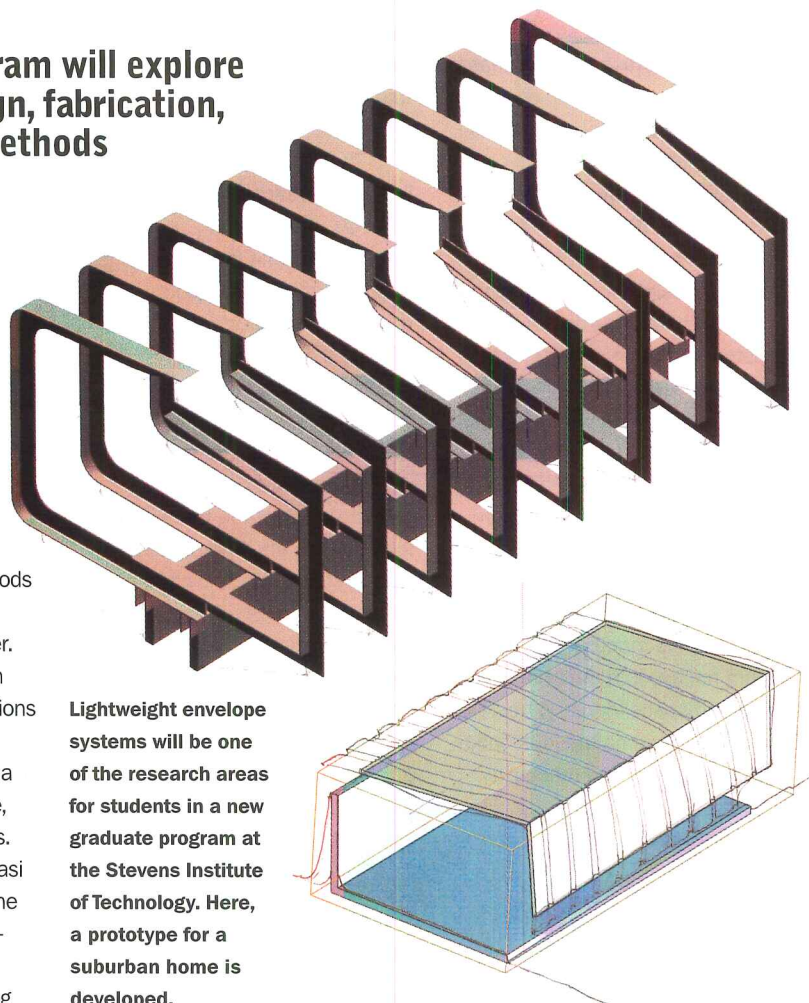 ram will explore
gn, fabrication,
ethods
ods
er.
n
ions
a
e,
s.
asi
ne
-
g
Lightweight envelope
systems will be one
of the research areas
for students in a new
graduate program at
the Stevens Institute
of Technology. Here,
a prototype for a
suburban home is
developed.